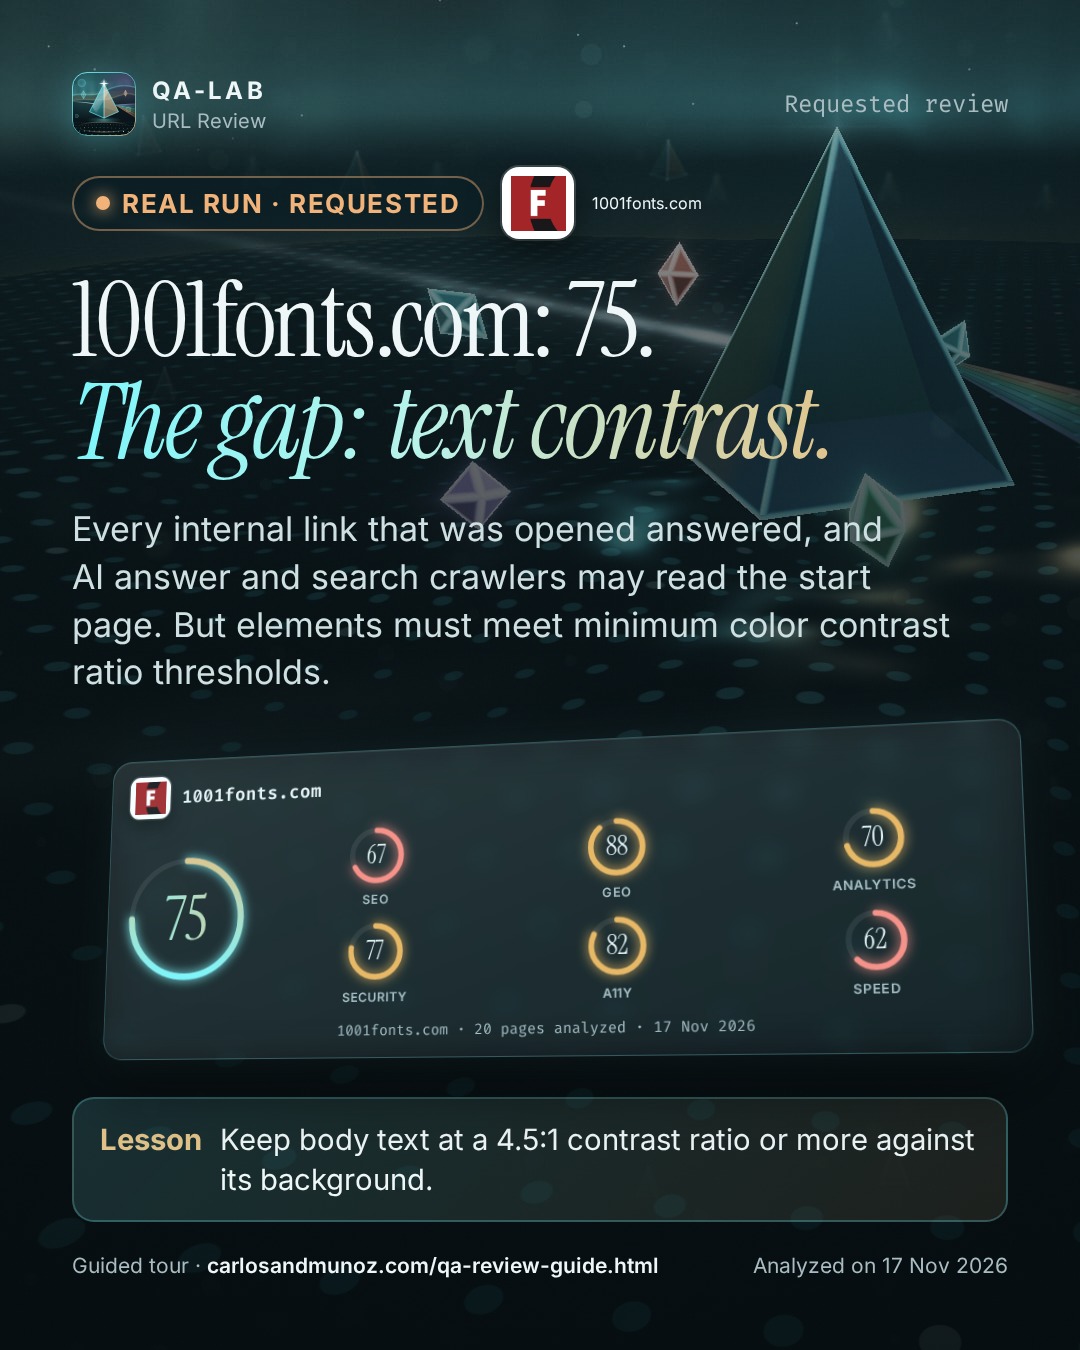 QA-LAB
URL Review
Requested review
REAL RUN · REQUESTED
F
1001fonts.com
1001fonts.com: 75.
The gap: text contrast.
Every internal link that was opened answered, and
AI answer and search crawlers may read the start
page. But elements must meet minimum color contrast
ratio thresholds.
F
1001fonts.com
75
67
SEO
88
GEO
70
ANALYTICS
77
SECURITY
82
A11Y
62
SPEED
1001fonts.com · 20 pages analyzed · 17 Nov 2026
Lesson Keep body text at a 4.5:1 contrast ratio or more against
its background.
Guided tour · carlosandmunoz.com/qa-review-guide.html
Analyzed on 17 Nov 2026